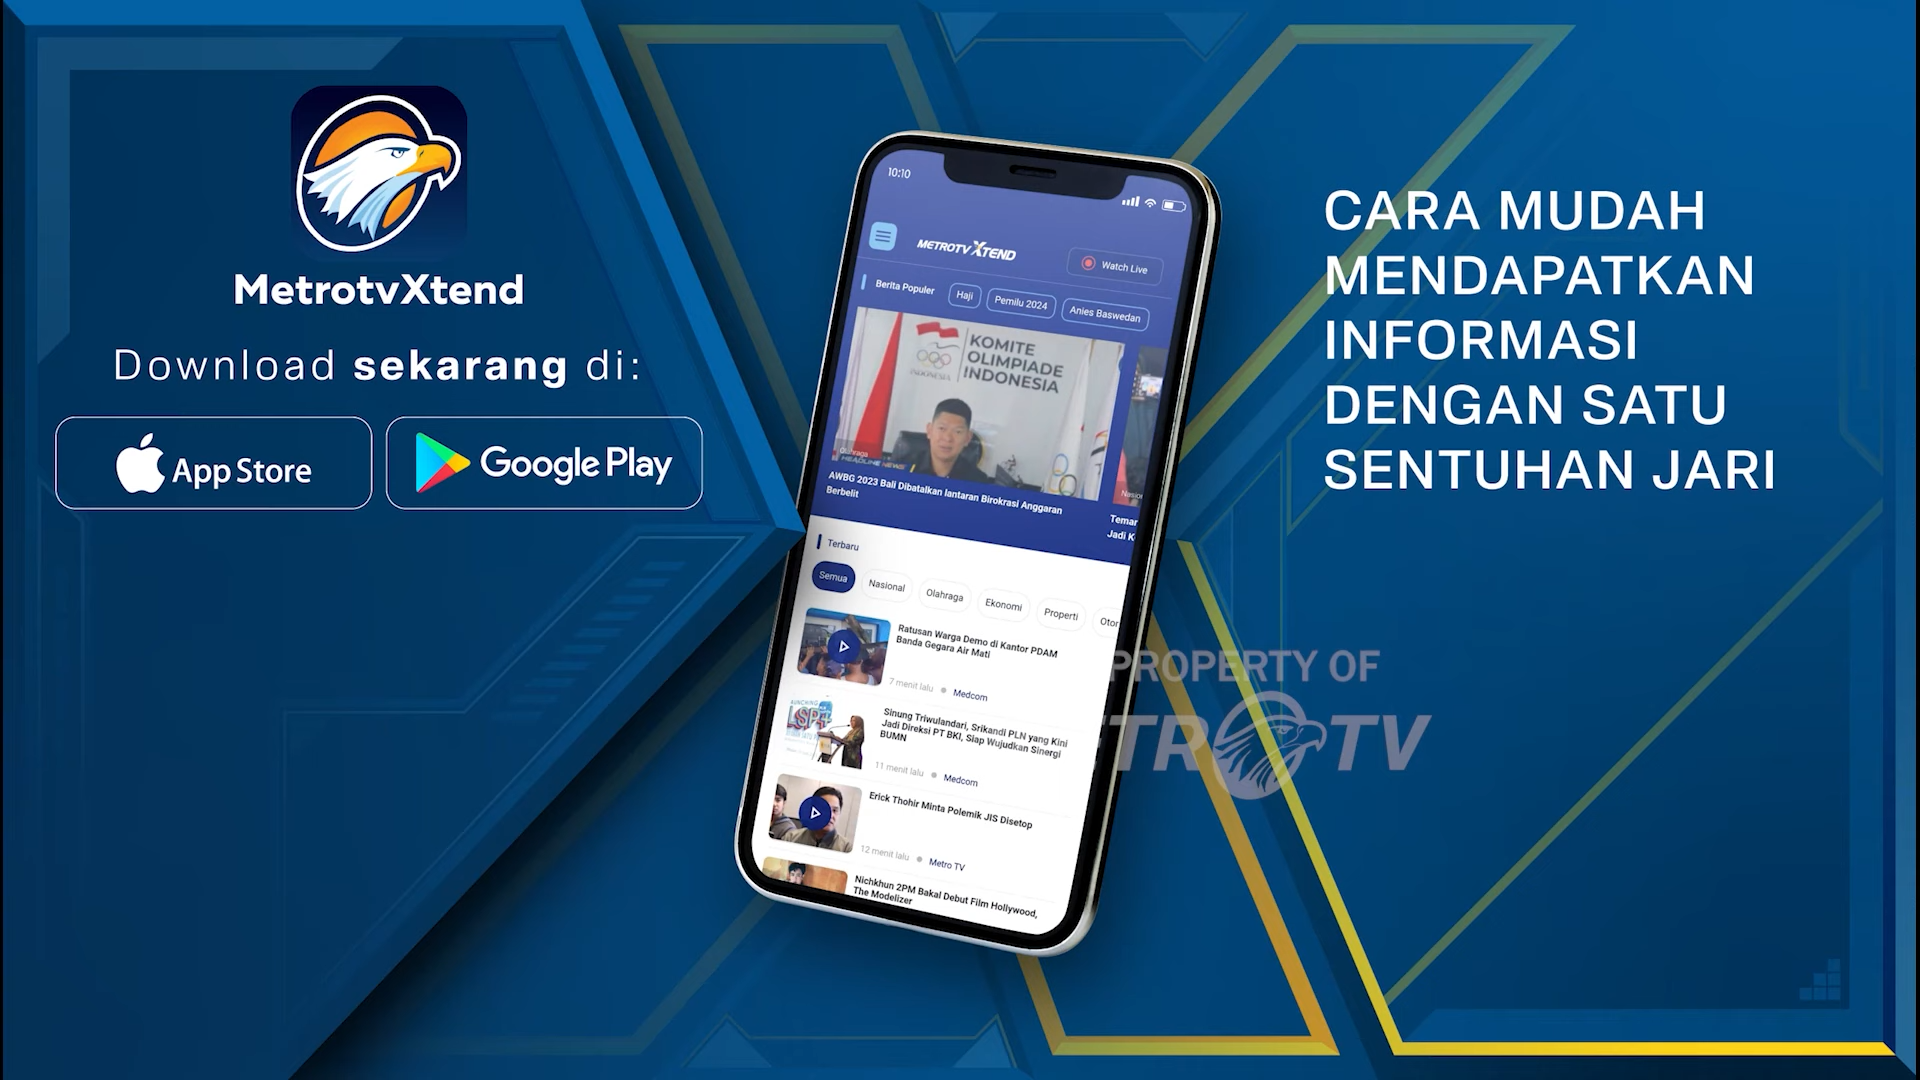 MetrotvXtend
Download sekarang di:
App Store
Google Play
10:10
METROTV XTEND
Watch Live
Berita Populer
Haji
Pemilu 2024
Anies Baswedan
KOMITE
OLIMPIADE
INDONESIA
INDONESIA
Olahraga
HEADLINE NEWS
AWBG 2023 Bali Dibatalkan lantaran Birokrasi Anggaran
Berbelit
Terbaru
Semua
Nasional
Olahraga
Ekonomi
Properti
Ratusan Warga Demo di Kantor PDAM
Banda Gegara Air Mati
7 menit lalu
Medcom
Sinung Triwulandari, Srikandi PLN yang Kini
Jadi Direksi PT BKI, Siap Wujudkan Sinergi
BUMN
11 menit lalu
Medcom
Erick Thohir Minta Polemik JIS Disetop
12 menit lalu
Metro TV
Nichkhun 2PM Bakal Debut Film Hollywood,
The Modelizer
CARA MUDAH
MENDAPATKAN
INFORMASI
DENGAN SATU
SENTUHAN JARI
PROPERTY OF
TV